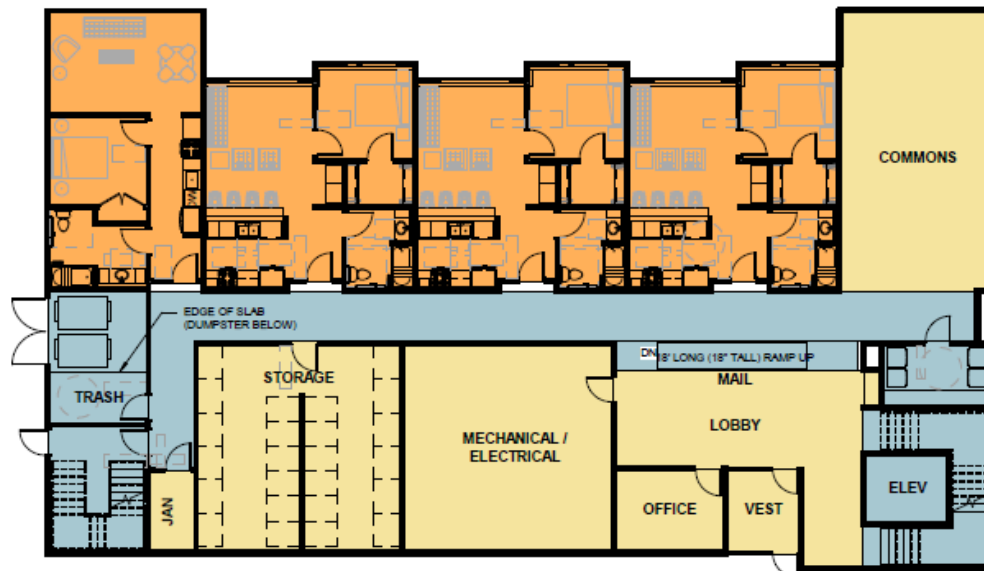 COMMONS
EDGE OF SLAB
(DUMPSTER BELOW)
DN
18' LONG (18" TALL) RAMP UP
STORAGE
MAIL
TRASH
LOBBY
MECHANICAL /
ELECTRICAL
ELEV
JAN
OFFICE
VEST